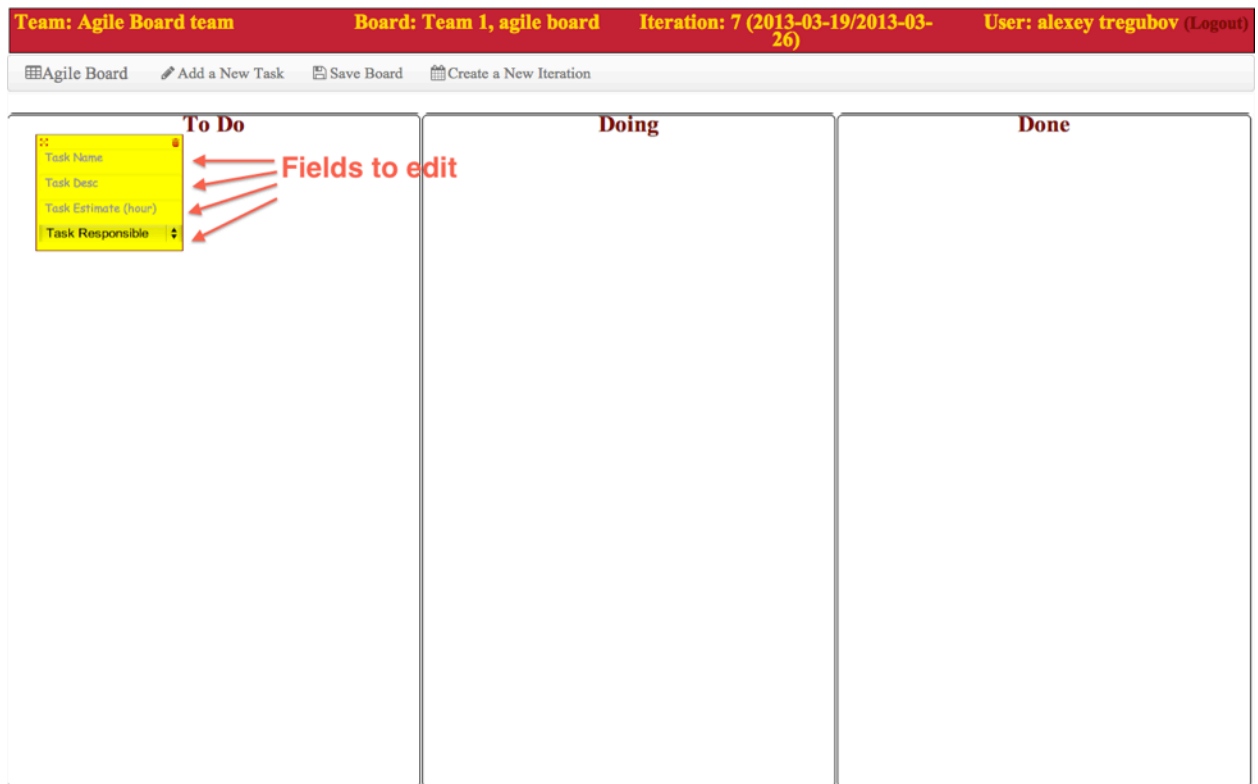 Team: Agile Board team
Board: Team 1, agile board
Iteration: 7 (2013-03-19/2013-03-
26)
User: alexey tregubov (Logout)
Agile Board
Add a New Task
Save Board
Create a New Iteration
To Do
Doing
Done
Task Name
Task Desc
Task Estimate (hour)
Task Responsible
Fields to edit